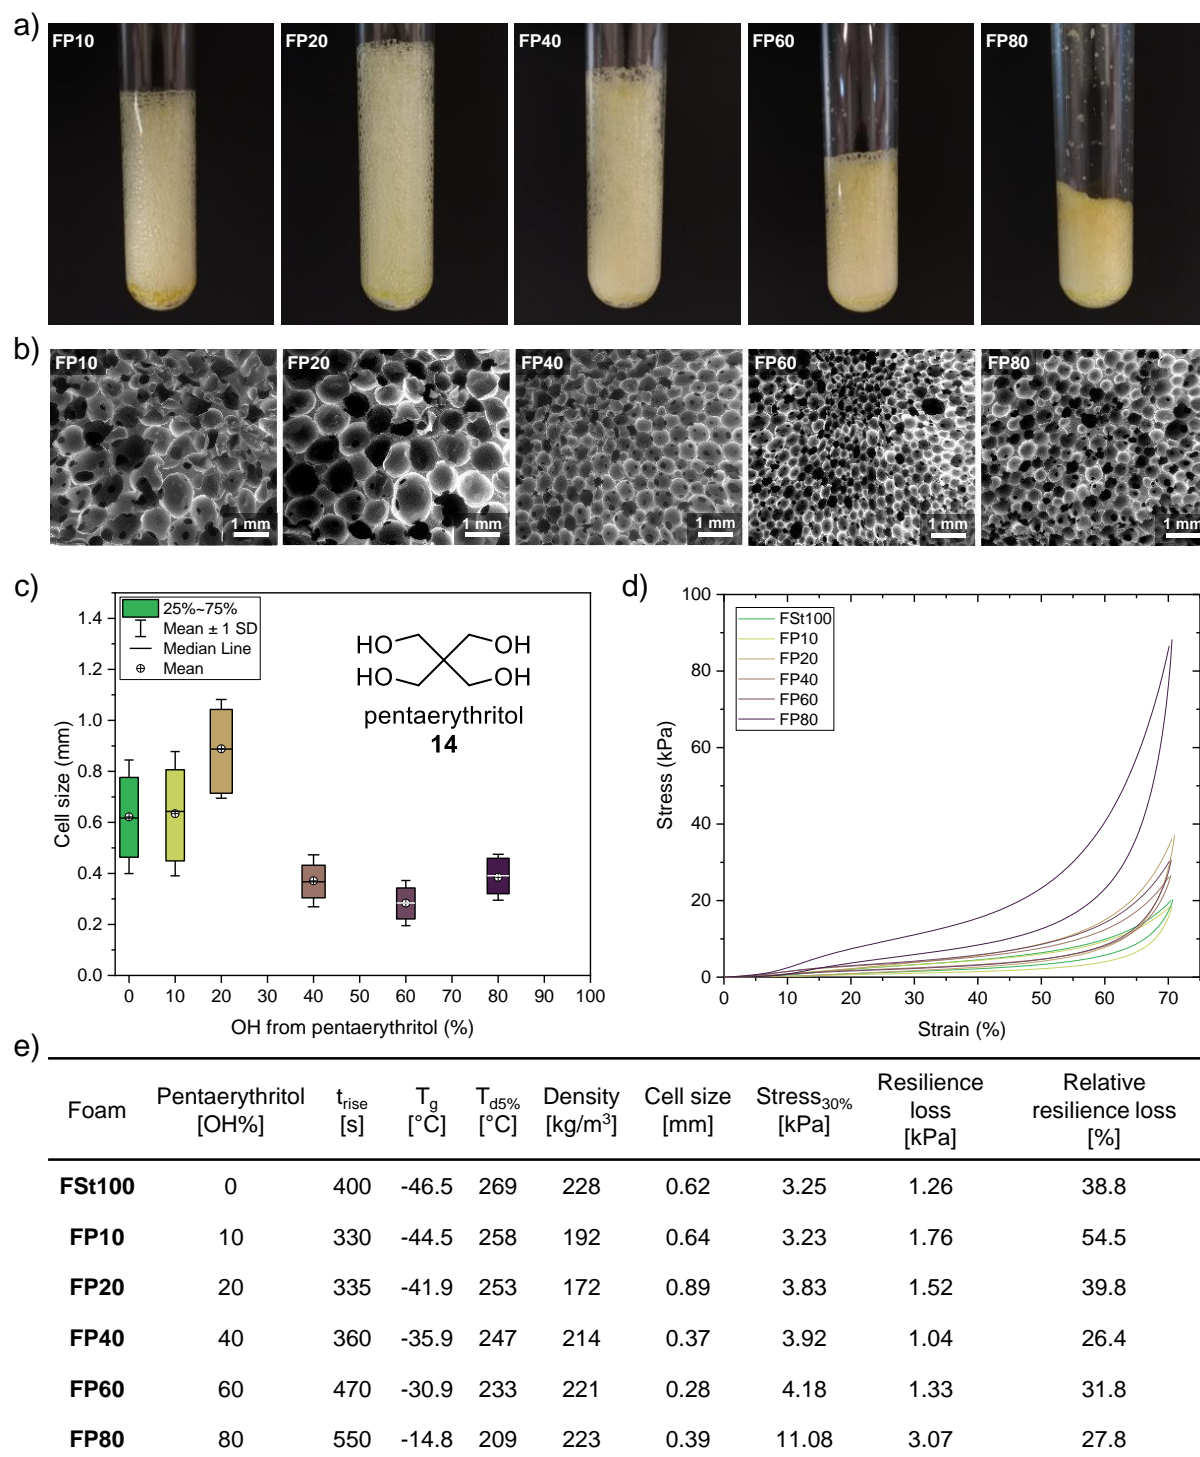 a)
FP10 FP20 FP40 FP60 FP80
b)
FP10 FP20 FP40 FP60 FP80
1 mm 1 mm 1 mm 1 mm 1 mm
c)
25%~75%
Mean ± 1 SD
Median Line
Mean
HO OH
HO OH
pentaerythritol
14
Cell size (mm)
1.4
1.2
1.0
0.8
0.6
0.4
0.2
0.0
0 10 20 30 40 50 60 70 80 90 100
OH from pentaerythritol (%)
d)
FSt100
FP10
FP20
FP40
FP60
FP80
Stress (kPa)
100
80
60
40
20
0
0 10 20 30 40 50 60 70
Strain (%)
e)
Foam Pentaerythritol [OH%] t_rise [s] T_g [°C] T_d5% [°C] Density [kg/m³] Cell size [mm] Stress_30% [kPa] Resilience loss [kPa] Relative resilience loss [%]
FSt100 0 400 -46.5 269 228 0.62 3.25 1.26 38.8
FP10 10 330 -44.5 258 192 0.64 3.23 1.76 54.5
FP20 20 335 -41.9 253 172 0.89 3.83 1.52 39.8
FP40 40 360 -35.9 247 214 0.37 3.92 1.04 26.4
FP60 60 470 -30.9 233 221 0.28 4.18 1.33 31.8
FP80 80 550 -14.8 209 223 0.39 11.08 3.07 27.8